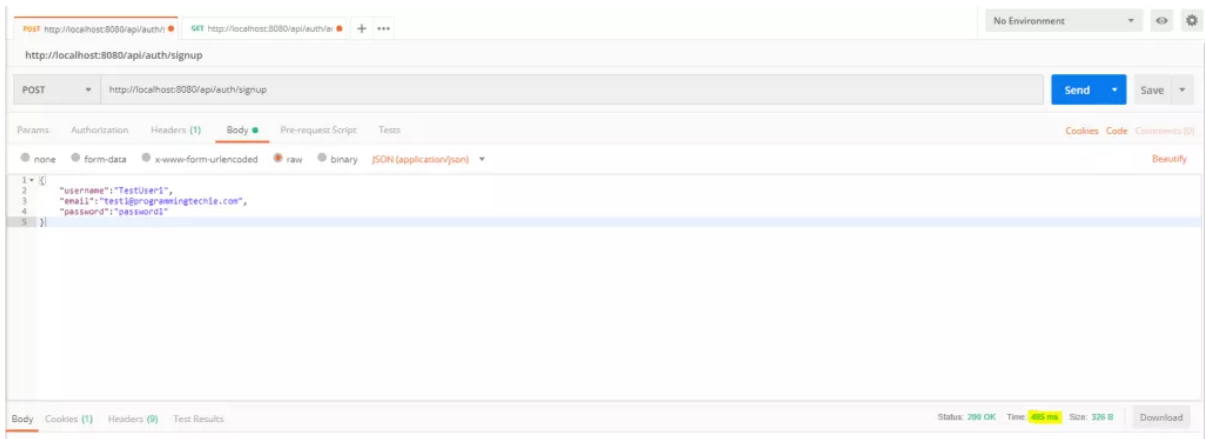 POST http://localhost:8080/api/auth/s GET http://localhost:8080/api/auth/ac + ••• No Environment
http://localhost:8080/api/auth/signup
POST http://localhost:8080/api/auth/signup Send Save
Params Authorization Headers (1) Body Pre-request Script Tests Cookies Code Comments (0)
none form-data x-www-form-urlencoded raw binary JSON (application/json) Beautify
1 {
2 "username":"TestUser1",
3 "email":"test1@programmingtechie.com",
4 "password":"password1"
5 }
Body Cookies (1) Headers (9) Test Results Status: 200 OK Time: 485 ms Size: 326 B Download